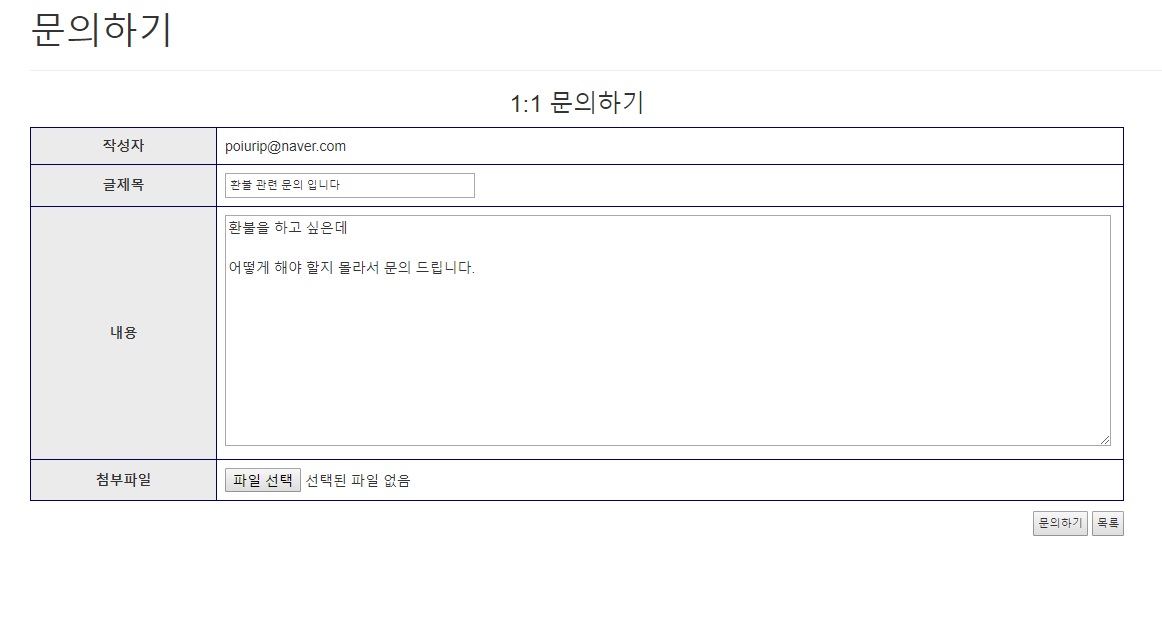 문의하기
1:1 문의하기
작성자
poiurip@naver.com
글제목
환불 관련 문의 입니다
내용
환불을 하고 싶은데
어떻게 해야 할지 몰라서 문의 드립니다.
첨부파일
파일 선택 선택된 파일 없음
문의하기 목록